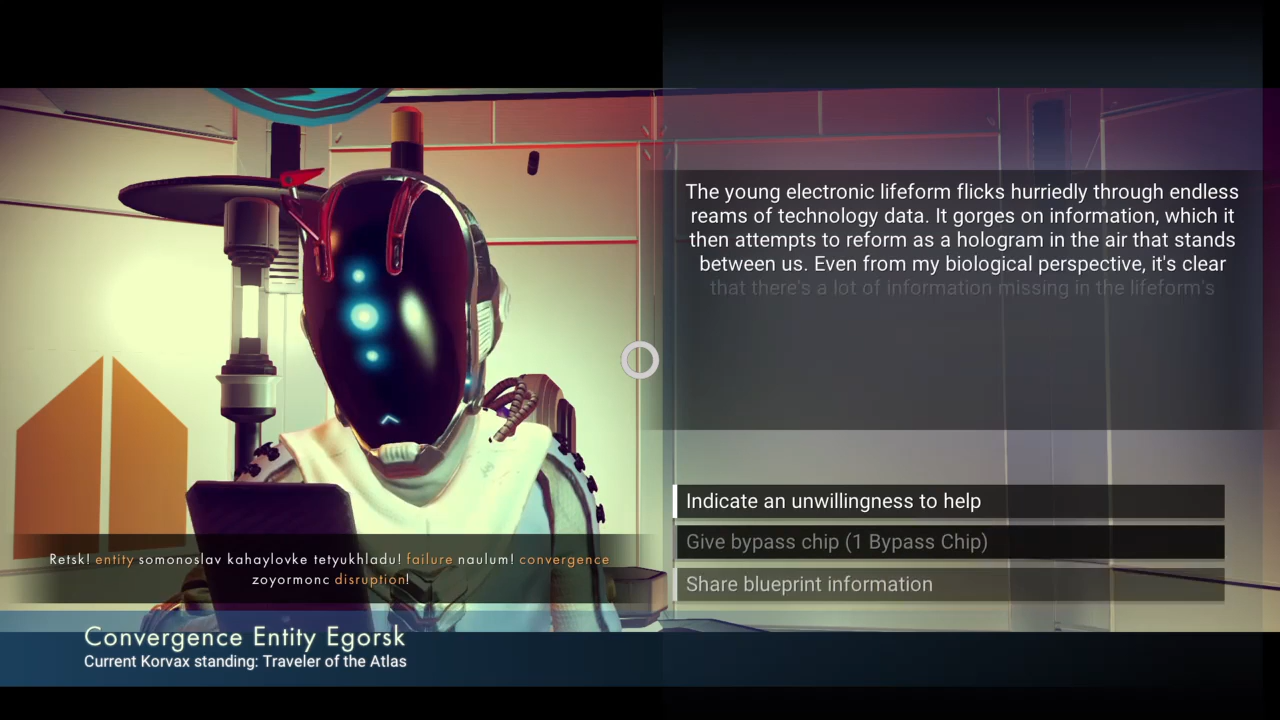 The young electronic lifeform flicks hurriedly through endless
reams of technology data. It gorges on information, which it
then attempts to reform as a hologram in the air that stands
between us. Even from my biological perspective, it's clear
that there's a lot of information missing in the lifeform's
Indicate an unwillingness to help
Give bypass chip (1 Bypass Chip)
Share blueprint information
Retsk! entity somonoslav kahaylovke tetyukhladu! failure naulum! convergence
zoyormonc disruption!
Convergence Entity Egorsk
Current Korvax standing: Traveler of the Atlas